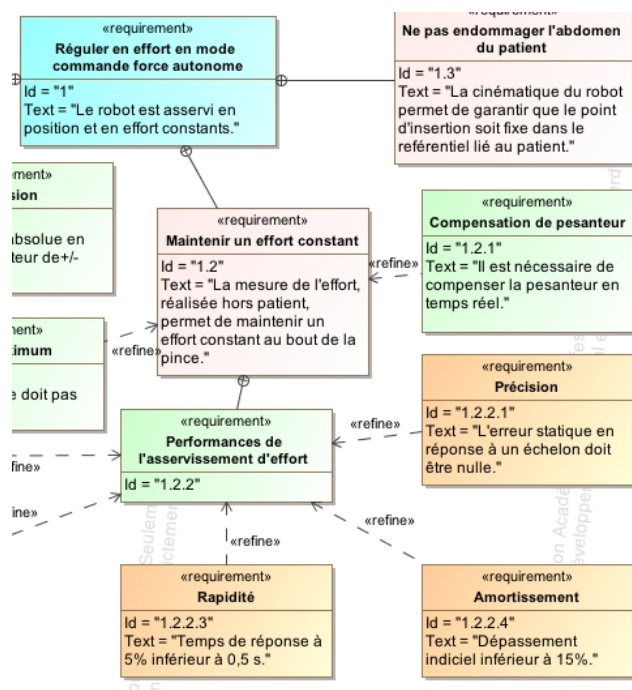 «requirement»
Réguler en effort en mode
commande force autonome
Id = "1"
Text = "Le robot est asservi en
position et en effort constants."
«requirement»
Ne pas endommager l'abdomen
du patient
Id = "1.3"
Text = "La cinématique du robot
permet de garantir que le point
d'insertion soit fixe dans le
référentiel lié au patient."
ement»
sion
absolue en
teur de+/-
«requirement»
Maintenir un effort constant
Id = "1.2"
Text = "La mesure de l'effort,
réalisée hors patient,
permet de maintenir un
effort constant au bout de la
pince."
«refine»
«requirement»
Compensation de pesanteur
Id = "1.2.1"
Text = "Il est nécessaire de
compenser la pesanteur en
temps réel."
ment»
imum
e doit pas
«refine»
«requirement»
Performances de
l'asservissement d'effort
Id = "1.2.2"
«refine»
«requirement»
Précision
Id = "1.2.2.1"
Text = "L'erreur statique en
réponse à un échelon doit
être nulle."
fine»
ine»
«refine»
«refine»
«requirement»
Rapidité
Id = "1.2.2.3"
Text = "Temps de réponse à
5% inférieur à 0,5 s."
«requirement»
Amortissement
Id = "1.2.2.4"
Text = "Dépassement
indiciel inférieur à 15%."